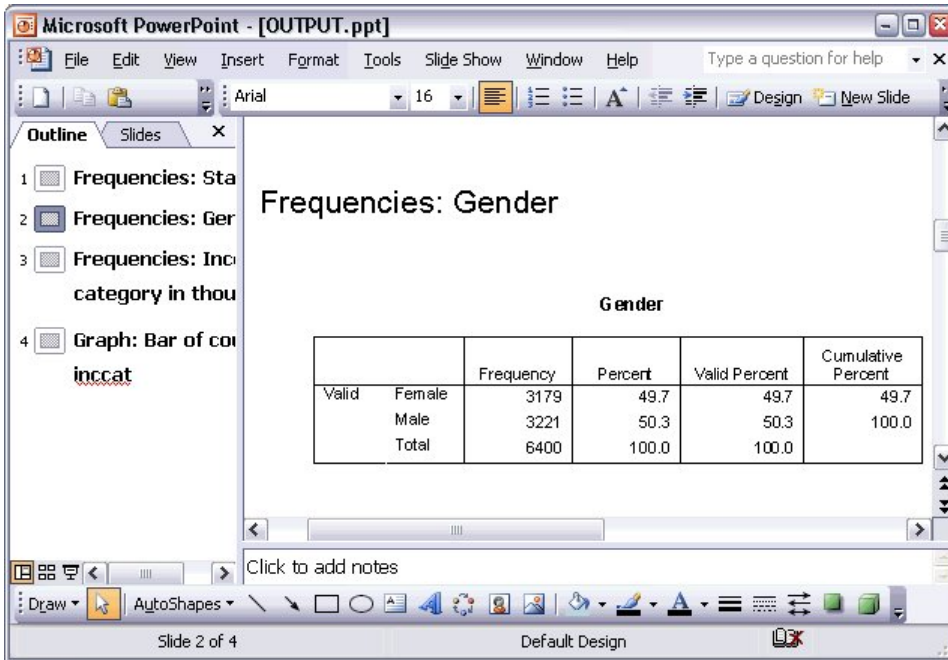 Microsoft PowerPoint - [OUTPUT.ppt]
File Edit View Insert Format Tools Slide Show Window Help Type a question for help
Arial 16 Design New Slide
Outline Slides
1 Frequencies: Sta
2 Frequencies: Ger
3 Frequencies: Inc
category in thou
4 Graph: Bar of cou
inccat
Frequencies: Gender
Gender
Frequency Percent Valid Percent Cumulative Percent
Valid Female 3179 49.7 49.7 49.7
Male 3221 50.3 50.3 100.0
Total 6400 100.0 100.0
Click to add notes
Draw AutoShapes
Slide 2 of 4 Default Design